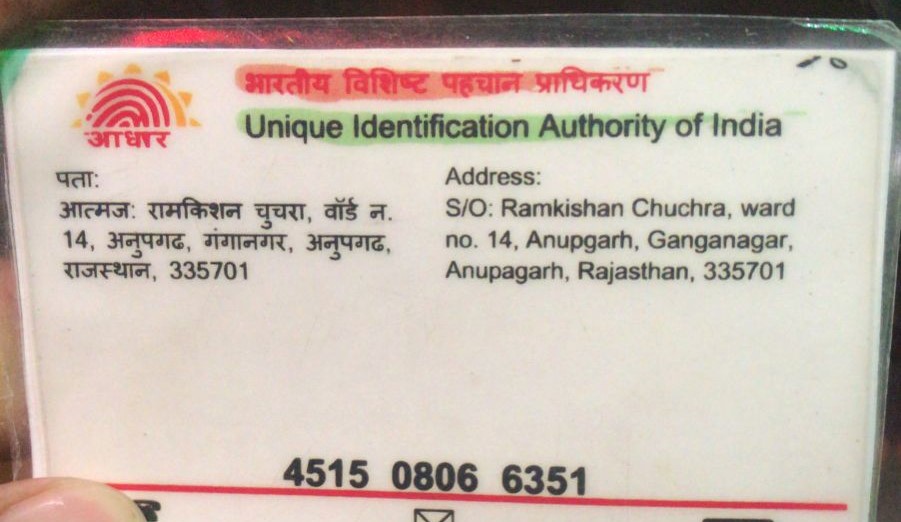 आधार
भारतीय विशिष्ट पहचान प्राधिकरण
Unique Identification Authority of India
पता:
आत्मज: रामकिशन चुचरा, वॉर्ड न.
14, अनुपगढ, गंगानगर, अनुपगढ,
राजस्थान, 335701
Address:
S/O: Ramkishan Chuchra, ward
no. 14, Anupgarh, Ganganagar,
Anupagarh, Rajasthan, 335701
4515 0806 6351